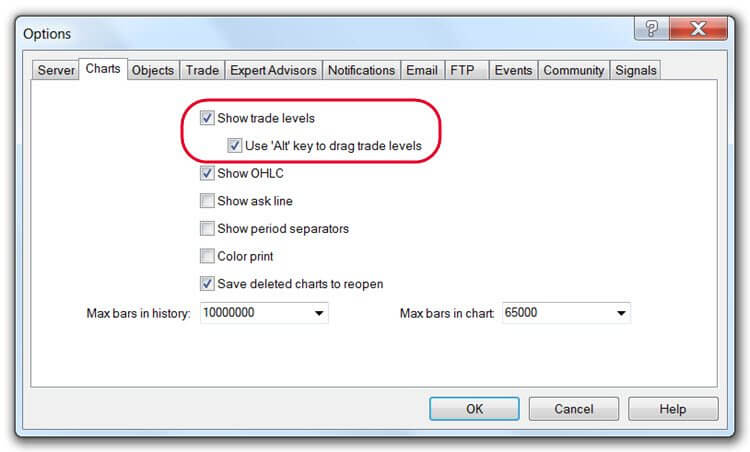 Options
Server Charts Objects Trade Expert Advisors Notifications Email FTP Events Community Signals
Show trade levels
Use 'Alt' key to drag trade levels
Show OHLC
Show ask line
Show period separators
Color print
Save deleted charts to reopen
Max bars in history: 10000000 Max bars in chart: 65000
OK Cancel Help